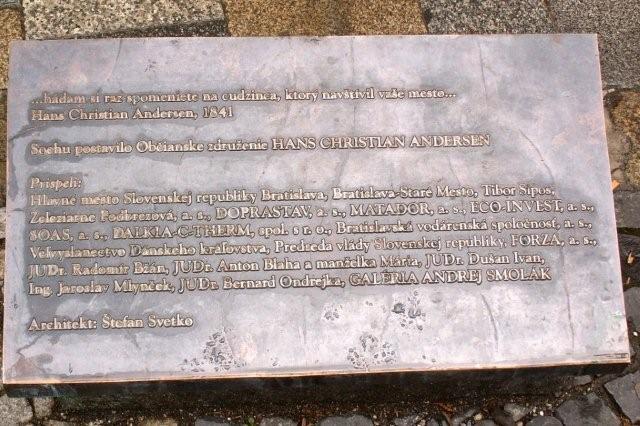 ...hádam si raz spomeniete na cudzinca, ktorý navštívil vaše mesto...
Hans Christian Andersen, 1841
Sochu postavilo Občianske združenie HANS CHRISTIAN ANDERSEN
Prispeli:
Hlavné mesto Slovenskej republiky Bratislava, Bratislava-Staré Mesto, Tibor Šipoš,
Železiarne Podbrezová, a. s., DOPRASTAV, a. s., MATADOR, a. s., ECO-INVEST, a. s.,
SOAS, a. s., DALKIA-C-THERM, spol. s r. o., Bratislavská vodárenská spoločnosť, a. s.,
Veľvyslanectvo Dánskeho kráľovstva, Predseda vlády Slovenskej republiky, FORZA, a. s.,
JUDr. Radomír Bžán, JUDr. Anton Blaha a manželka Mária, JUDr. Dušan Ivan,
Ing. Jaroslav Mlynček, JUDr. Bernard Ondrejka, GALÉRIA ANDREJ SMOLÁK
Architekt: Štefan Svetko